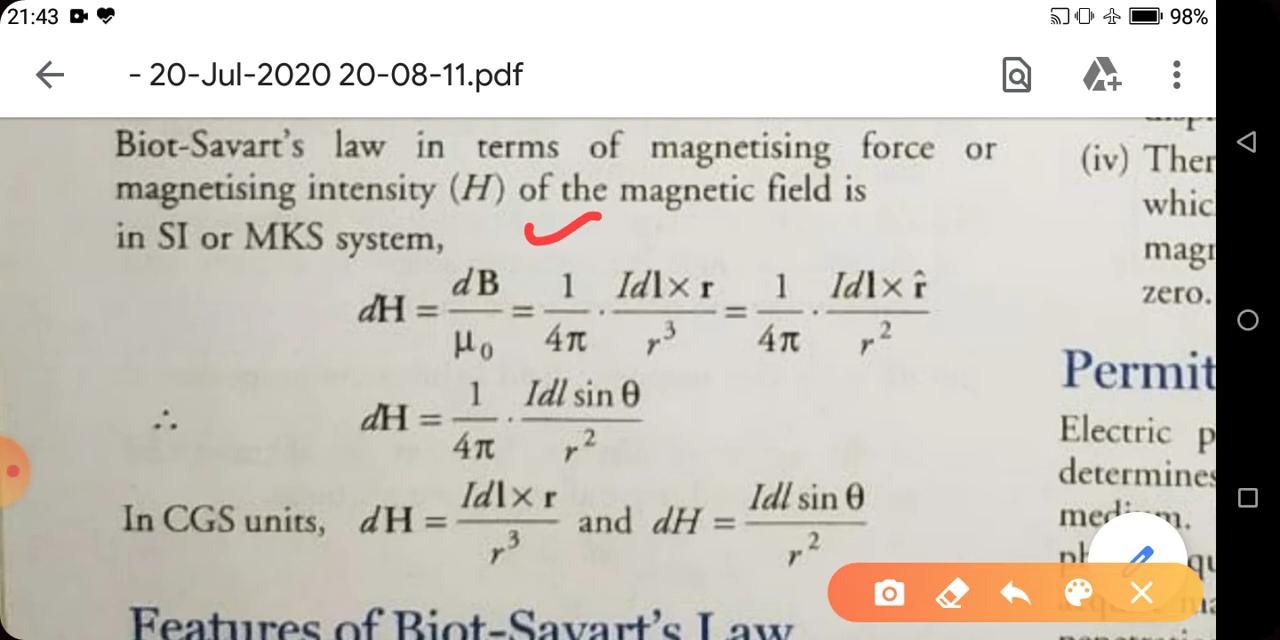 21:43
98%
- 20-Jul-2020 20-08-11.pdf
Biot-Savart's law in terms of magnetising force or
magnetising intensity (H) of the magnetic field is
in SI or MKS system,
dH = dB/μ₀ = 1/4π · Idl × r/r³ = 1/4π · Idl × r̂/r²
∴ dH = 1/4π · Idl sin θ/r²
In CGS units, dH = Idl × r/r³ and dH = Idl sin θ/r²
Features of Biot-Savart's Law
(iv) Ther
whic
magr
zero.
Permit
Electric p
determines
medium.